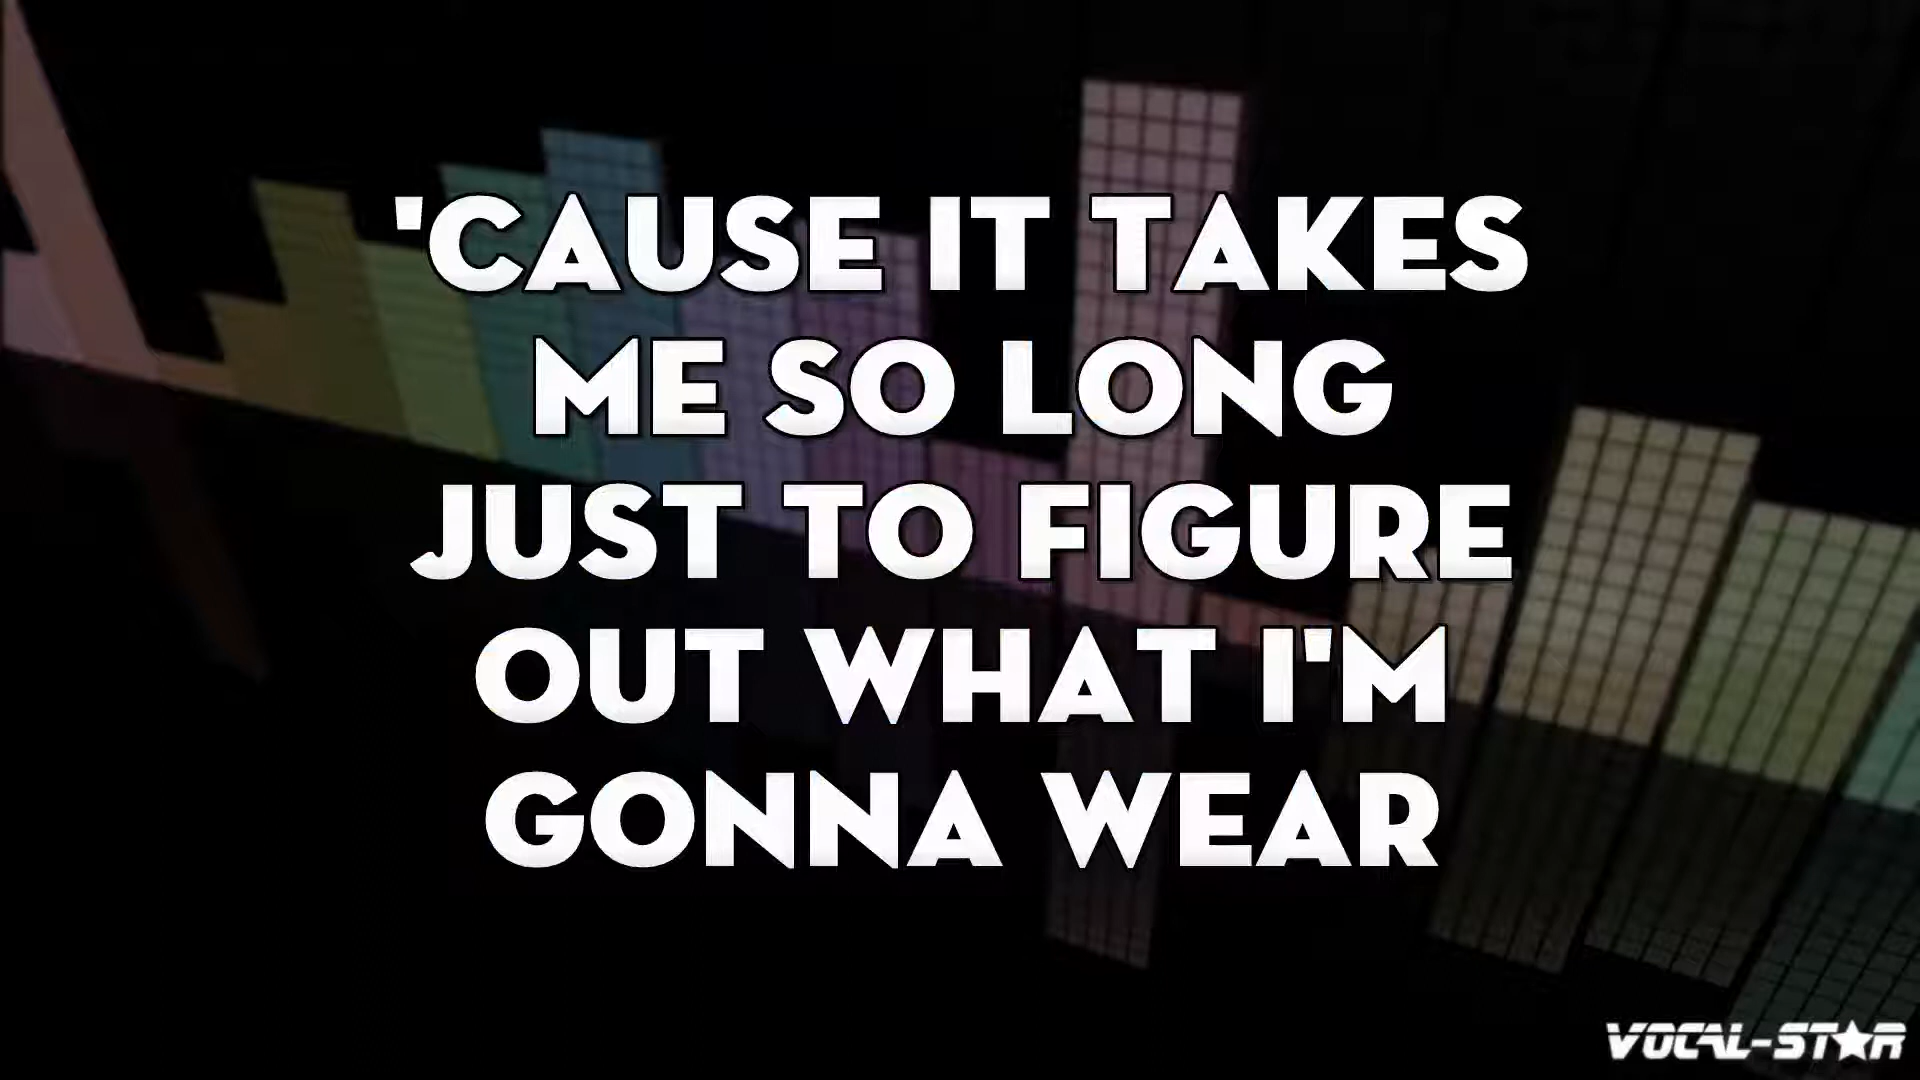 'CAUSE IT TAKES
ME SO LONG
JUST TO FIGURE
OUT WHAT I'M
GONNA WEAR
VOCAL-STAR